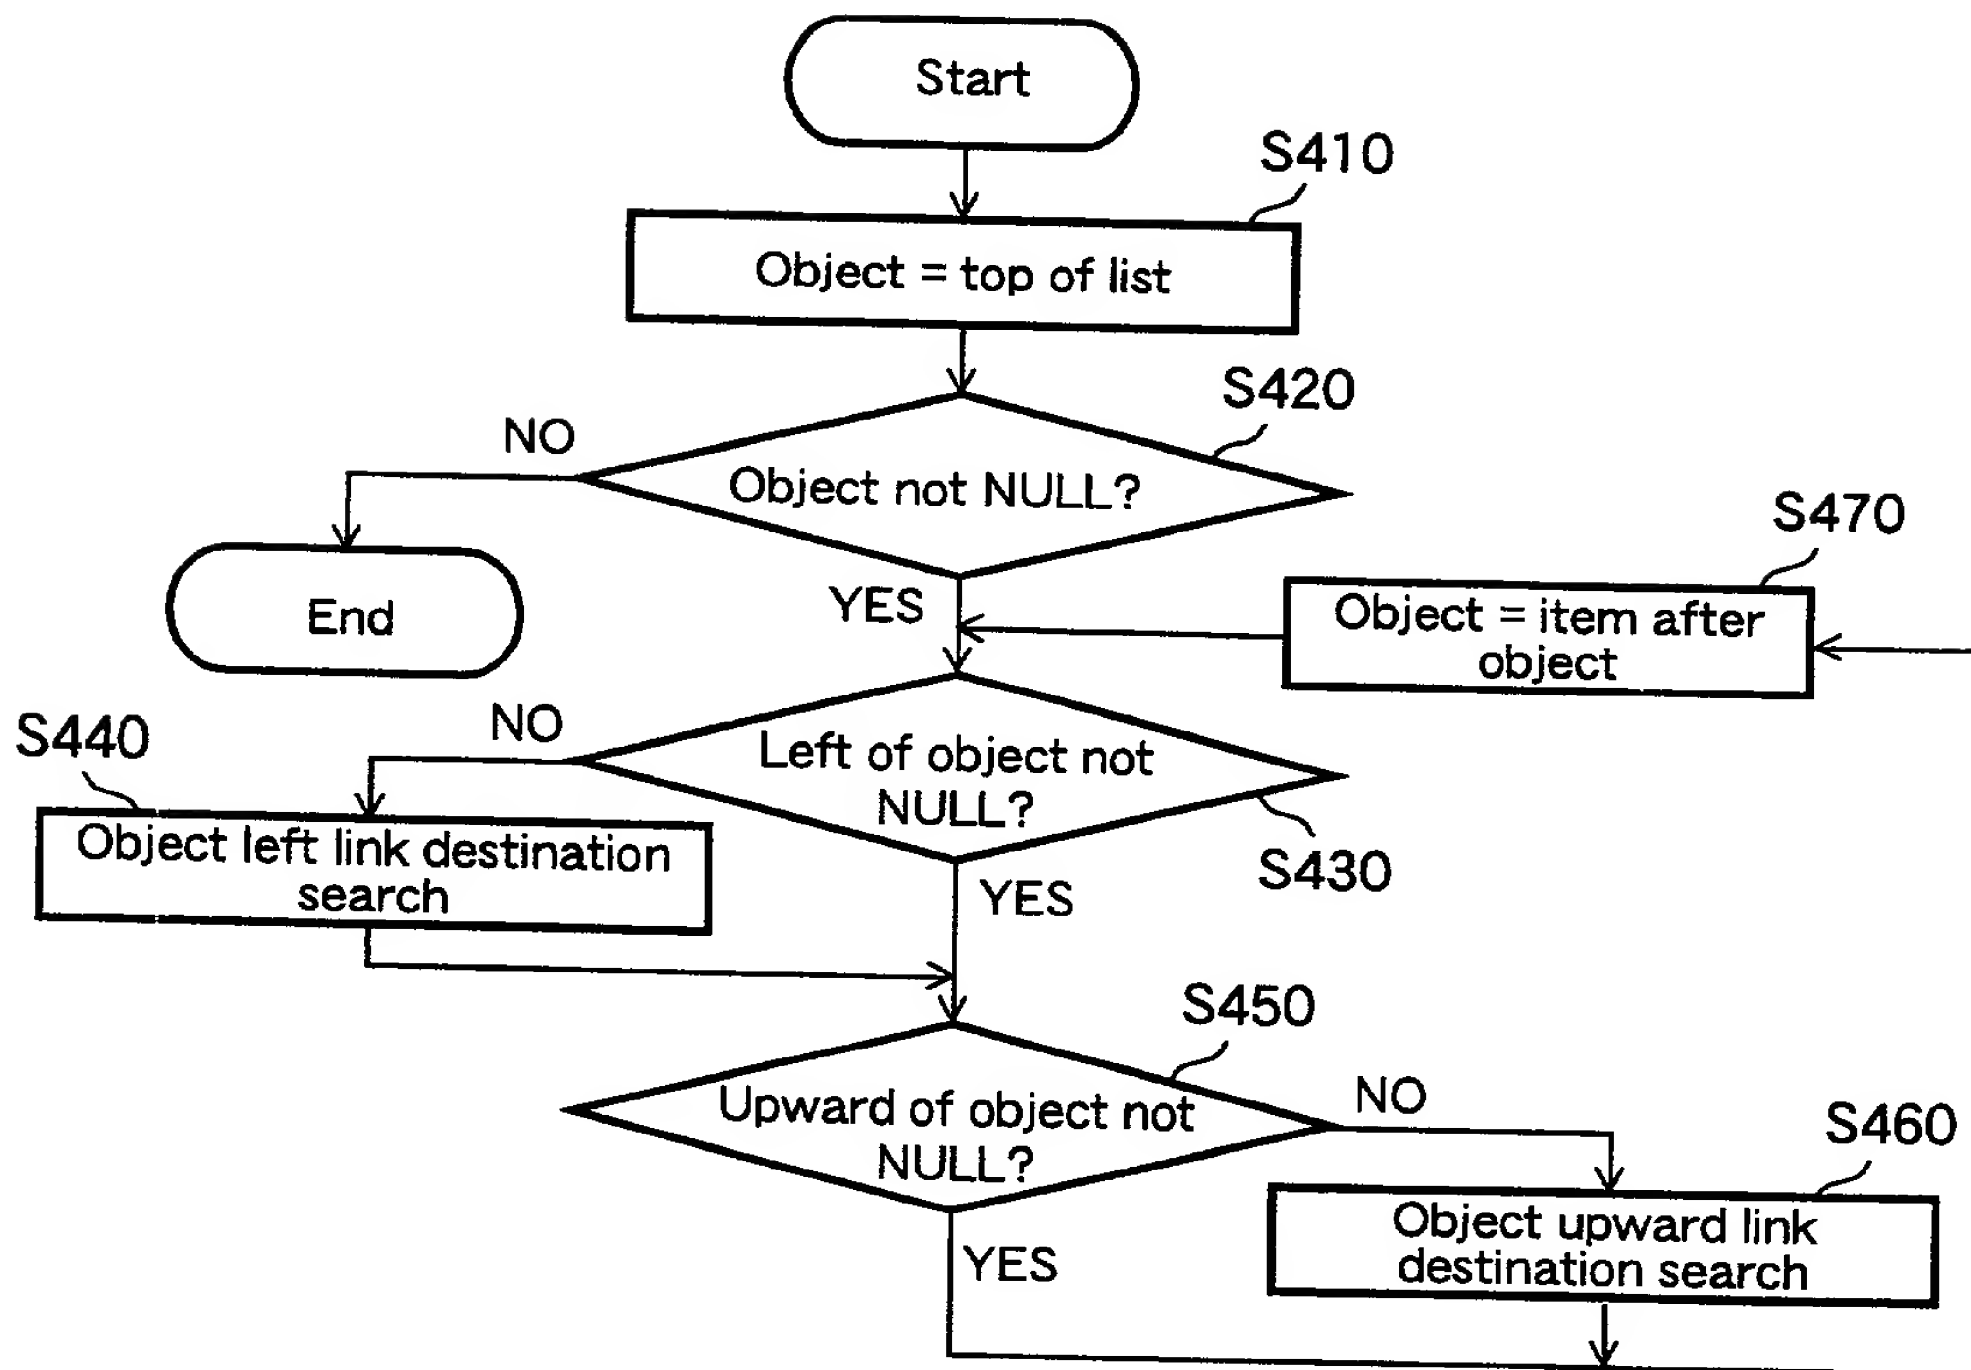 Start
S410
Object = top of list
S420
NO
Object not NULL?
S470
YES
Object = item after
object
End
S440
NO
Left of object not
NULL?
Object left link destination
search
S430
YES
S450
Upward of object not
NULL?
NO
S460
Object upward link
destination search
YES